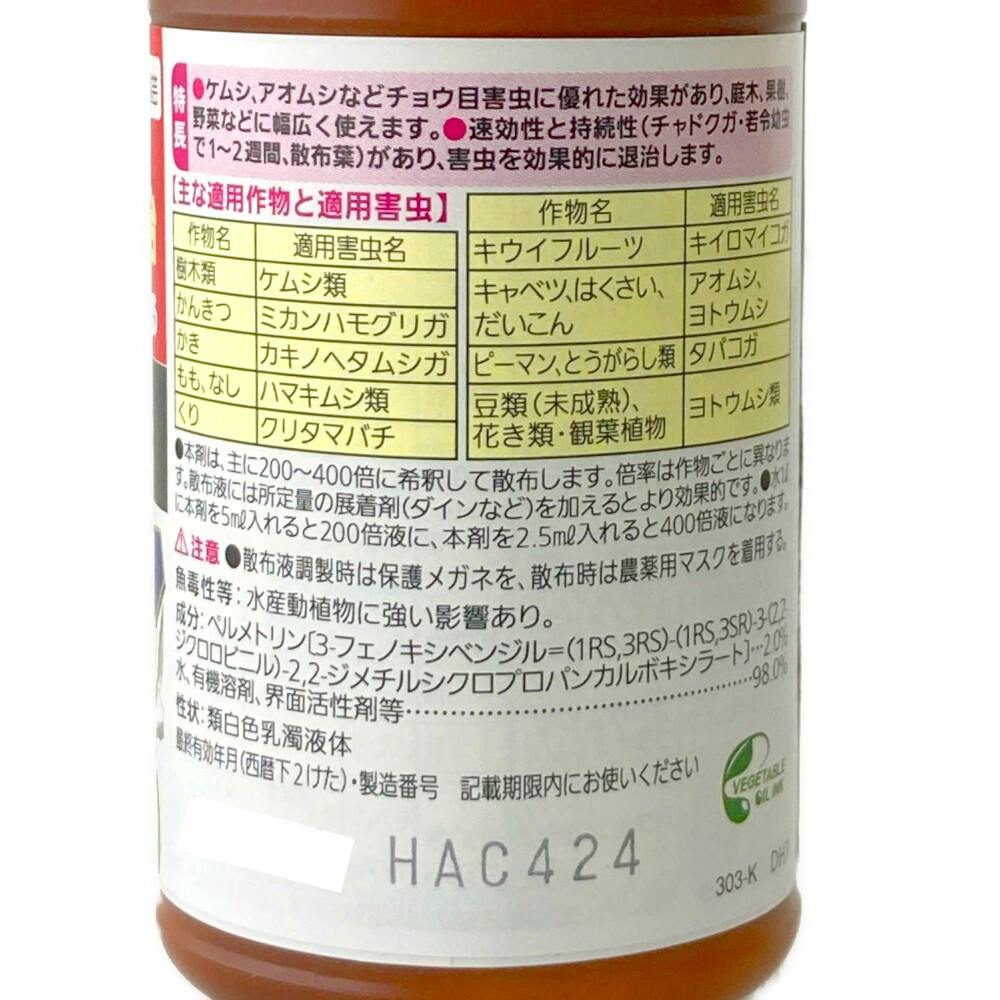 倍
特長
●ケムシ、アオムシなどチョウ目害虫に優れた効果があり、庭木、果樹、
野菜などに幅広く使えます。●速効性と持続性(チャドクガ・若令幼虫
で1〜2週間、散布葉)があり、害虫を効果的に退治します。
【主な適用作物と適用害虫】
作物名 適用害虫名
樹木類 ケムシ類
かんきつ ミカンハモグリガ
かき カキノヘタムシガ
もも、なし ハマキムシ類
くり クリタマバチ
作物名 適用害虫名
キウイフルーツ キイロマイコガ
キャベツ、はくさい、 アオムシ、
だいこん ヨトウムシ
ピーマン、とうがらし類 タバコガ
豆類(未成熟)、 ヨトウムシ類
花き類・観葉植物
●本剤は、主に200〜400倍に希釈して散布します。倍率は作物ごとに異なりま
す。散布液には所定量の展着剤(ダインなど)を加えるとより効果的です。●水1ℓ
に本剤を5mℓ入れると200倍液に、本剤を2.5mℓ入れると400倍液になります。
⚠注意 ●散布液調製時は保護メガネを、散布時は農薬用マスクを着用する。
魚毒性等:水産動植物に強い影響あり。
成分:ペルメトリン〔3-フェノキシベンジル=(1RS,3RS)-(1RS,3SR)-3-(2,2-
ジクロロビニル)-2,2-ジメチルシクロプロパンカルボキシラート〕…2.0%
水、有機溶剤、界面活性剤等……………………………98.0%
性状:類白色乳濁液体
最終有効年月(西暦下2けた)・製造番号 記載期限内にお使いください
VEGETABLE
OIL INK
HAC424
303-K